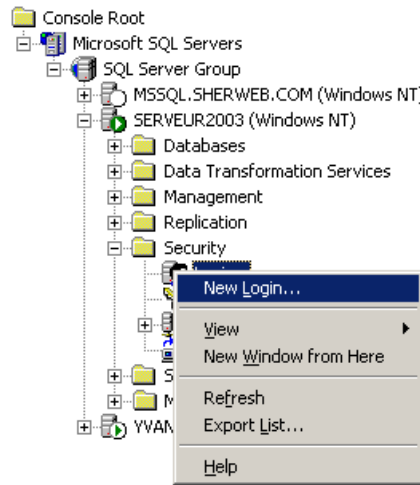 Console Root
Microsoft SQL Servers
SQL Server Group
MSSQL.SHERWEB.COM (Windows NT)
SERVEUR2003 (Windows NT)
Databases
Data Transformation Services
Management
Replication
Security
New Login...
View
New Window from Here
S
Refresh
M
Export List...
YVAN
Help